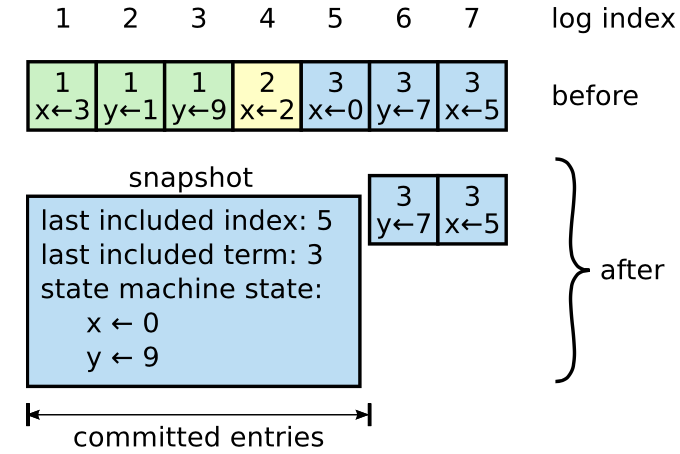 1 2 3 4 5 6 7 log index
1 1 1 2 3 3 3
x←3 y←1 y←9 x←2 x←0 y←7 x←5
before
snapshot
3 3
y←7 x←5
last included index: 5
last included term: 3
state machine state:
x ← 0
y ← 9
after
committed entries